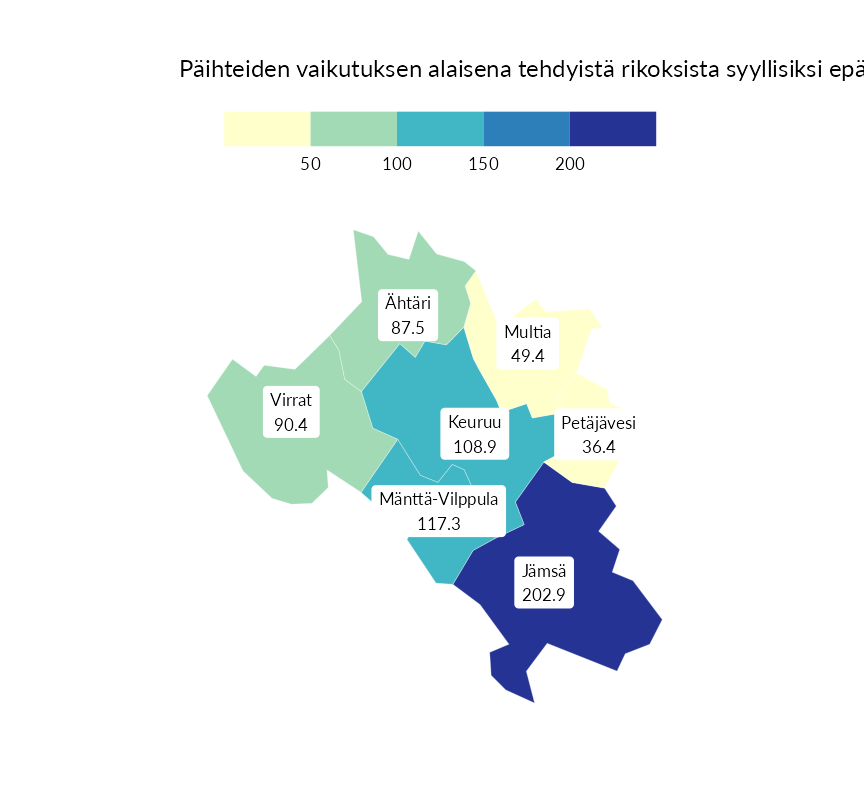 Päihteiden vaikutuksen alaisena tehdyistä rikoksista syyllisiksi epä
50 100 150 200
Ähtäri
87.5
Multia
49.4
Virrat
90.4
Keuruu
108.9
Petäjävesi
36.4
Mänttä-Vilppula
117.3
Jämsä
202.9